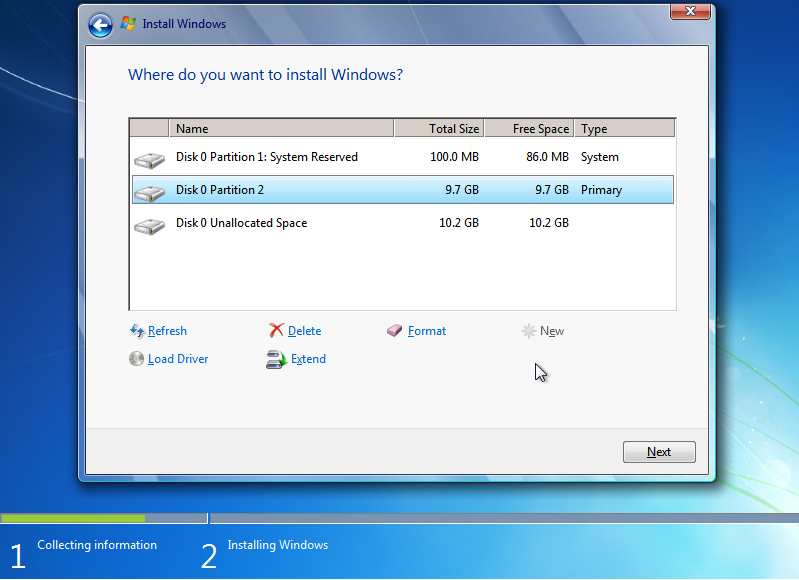 Install Windows
Where do you want to install Windows?
Name Total Size Free Space Type
Disk 0 Partition 1: System Reserved 100.0 MB 86.0 MB System
Disk 0 Partition 2 9.7 GB 9.7 GB Primary
Disk 0 Unallocated Space 10.2 GB 10.2 GB
Refresh Delete Format New
Load Driver Extend
Next
1 Collecting information 2 Installing Windows